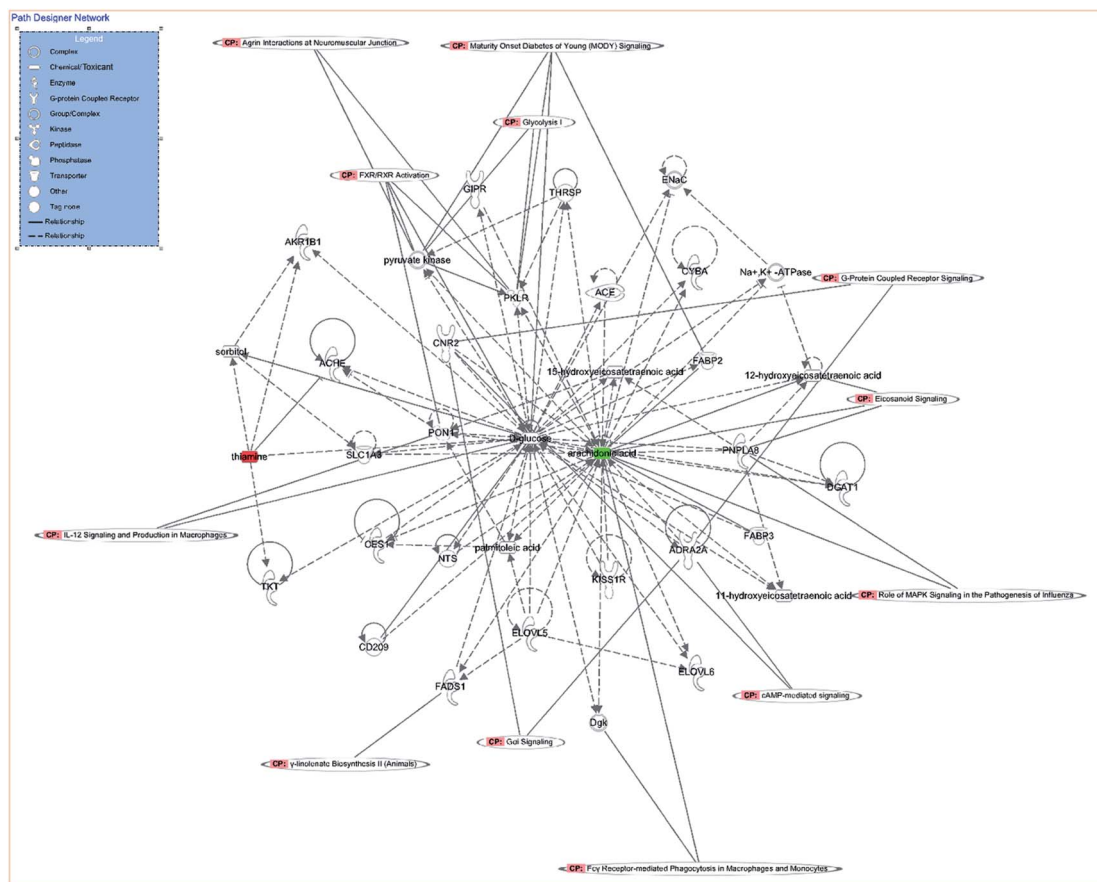 Path Designer Network
Legend
Complex
Chemical/Toxicant
Enzyme
G-protein Coupled Receptor
Group/Complex
Kinase
Peptidase
Phosphatase
Transporter
Other
Tag none
Relationship
Relationship
CP: Agrin Interactions at Neuromuscular Junction
CP: Maturity Onset Diabetes of Young (MODY) Signaling
CP: Glycolysis I
CP: FXR/RXR Activation
GIPR
THRSP
ENaC
AKR1B1
pyruvate kinase
CYBA
Na+,K+ -ATPase
CP: G-Protein Coupled Receptor Signaling
PKLR
ACE
CNR2
sorbitol
ACHE
FABP2
15-hydroxyeicosatetraenoic acid
12-hydroxyeicosatetraenoic acid
CP: Eicosanoid Signaling
PON1
D-glucose
thiamine
SLC1A3
arachidonic acid
PNPLA8
DGAT1
CP: IL-12 Signaling and Production in Macrophages
CES1
NTS
palmitoleic acid
ADRA2A
FABP3
TKT
KISS1R
11-hydroxyeicosatetraenoic acid
CP: Role of MAPK Signaling in the Pathogenesis of Influenza
CD209
ELOVL5
FADS1
ELOVL6
CP: cAMP-mediated signaling
Dgk
CP: Gαi Signaling
CP: γ-linolenate Biosynthesis II (Animals)
CP: Fcγ Receptor-mediated Phagocytosis in Macrophages and Monocytes